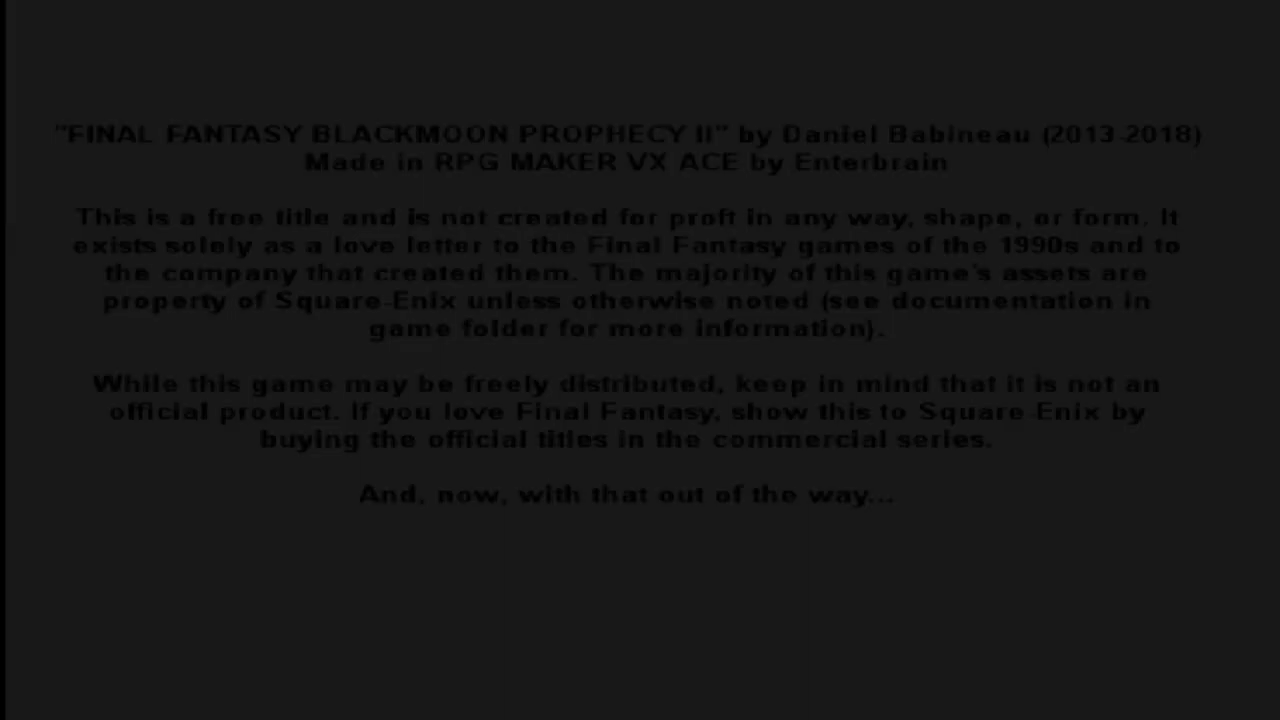 "FINAL FANTASY BLACKMOON PROPHECY II" by Daniel Babineau (2013-2018)
Made in RPG MAKER VX ACE by Enterbrain
This is a free title and is not created for proft in any way, shape, or form. It
exists solely as a love letter to the Final Fantasy games of the 1990s and to
the company that created them. The majority of this game's assets are
property of Square-Enix unless otherwise noted (see documentation in
game folder for more information).
While this game may be freely distributed, keep in mind that it is not an
official product. If you love Final Fantasy, show this to Square-Enix by
buying the official titles in the commercial series.
And, now, with that out of the way...